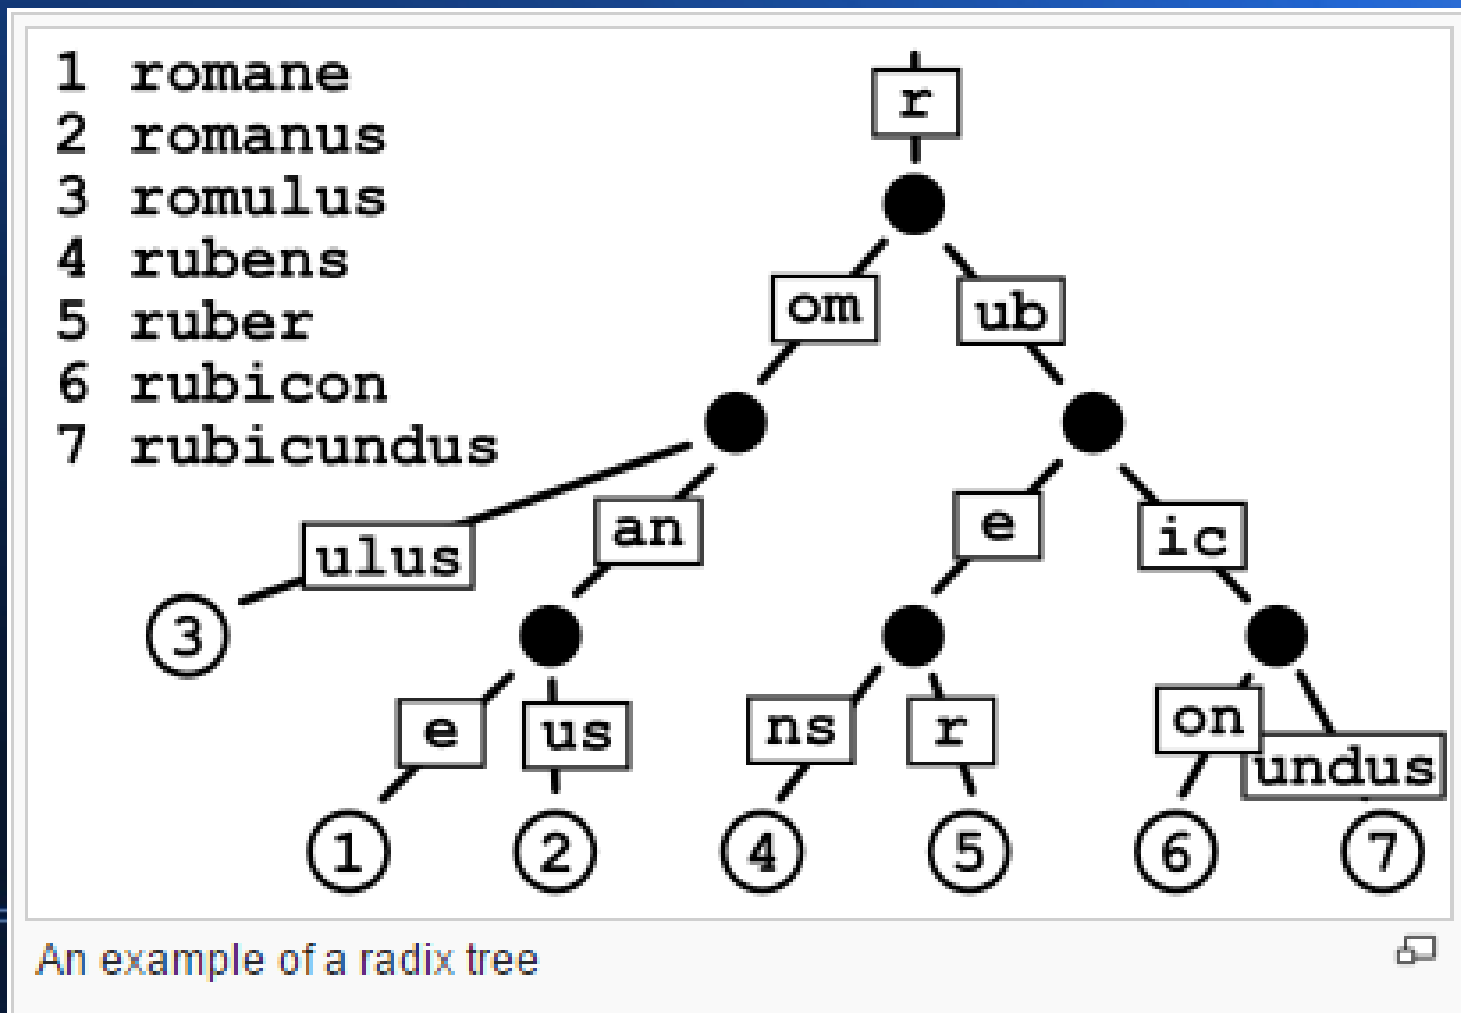 1 romane
2 romanus
3 romulus
4 rubens
5 ruber
6 rubicon
7 rubicundus
r
om
ub
ulus
an
e
ic
3
e
us
ns
r
on
undus
1
2
4
5
6
7
An example of a radix tree